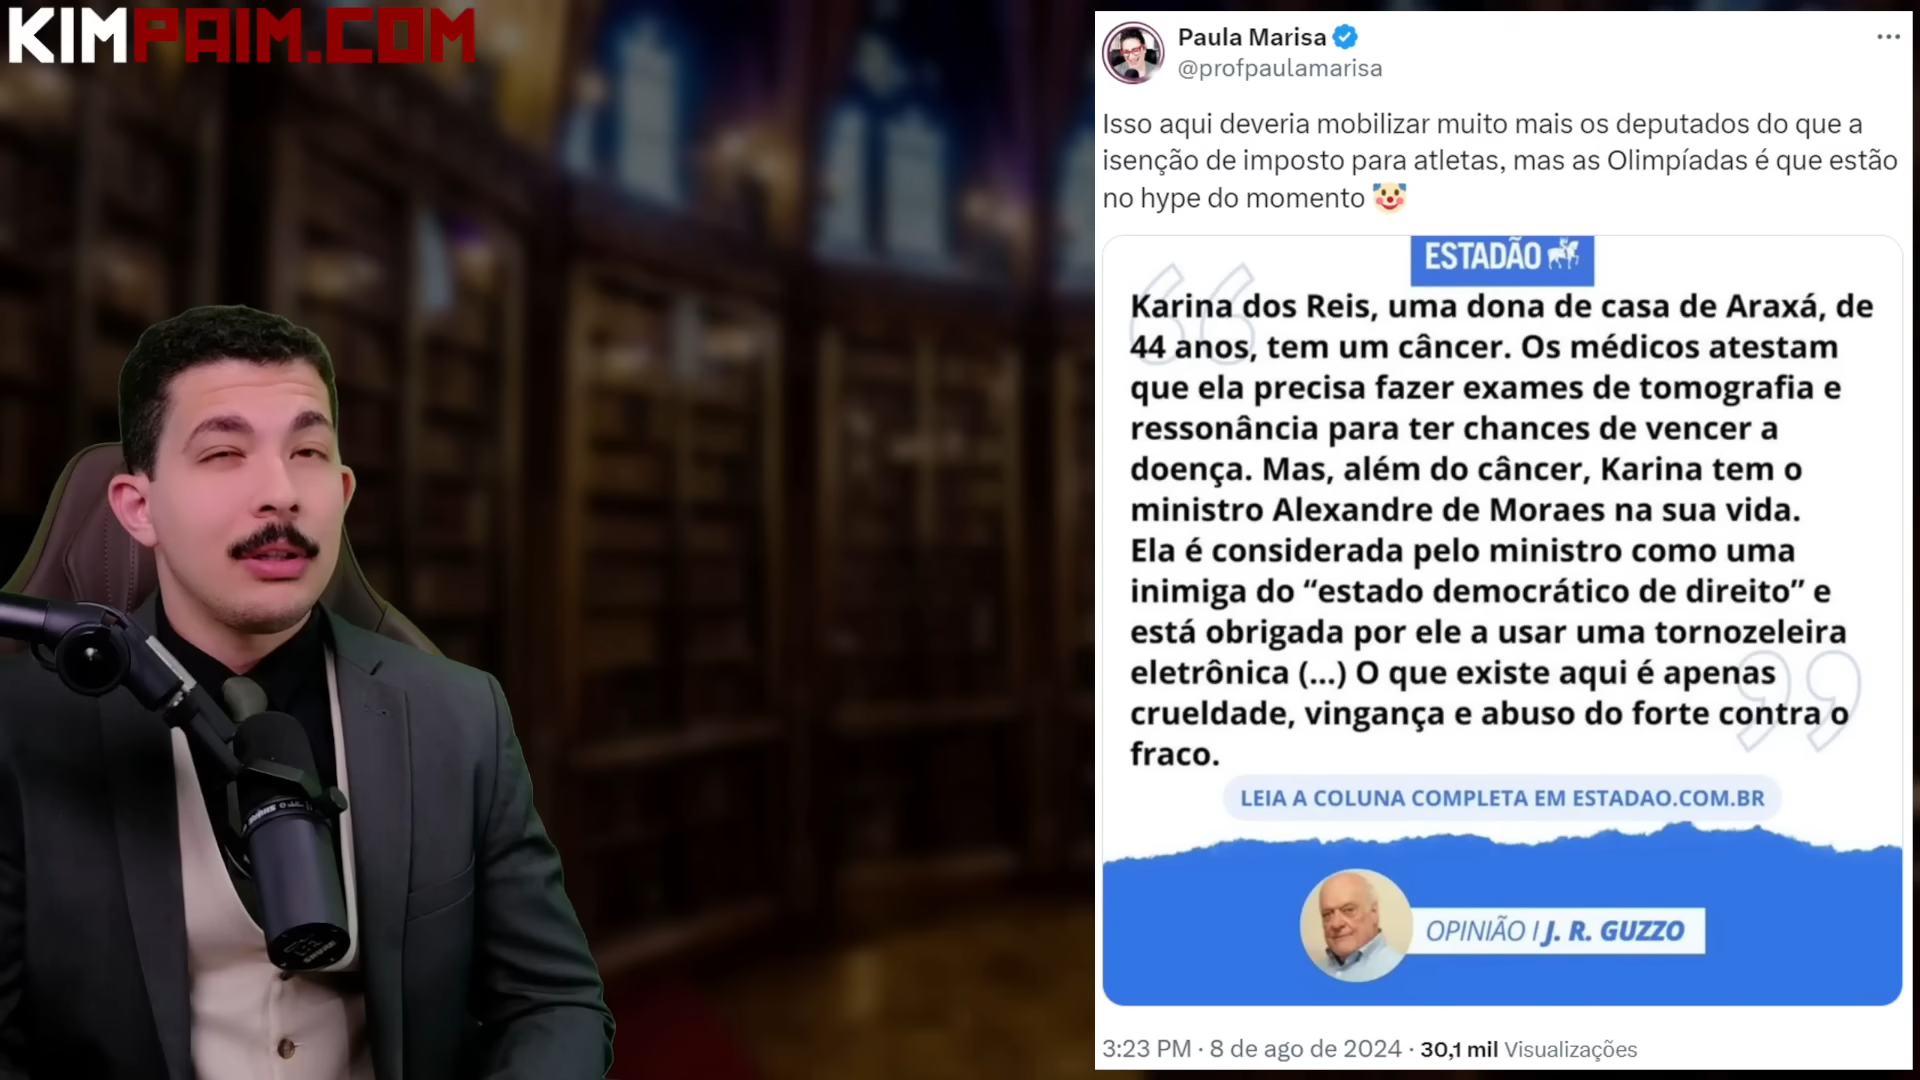 KIMPAIM.COM
Paula Marisa
@profpaulamarisa
Isso aqui deveria mobilizar muito mais os deputados do que a
isenção de imposto para atletas, mas as Olimpíadas é que estão
no hype do momento 🤡
ESTADÃO
Karina dos Reis, uma dona de casa de Araxá, de
44 anos, tem um câncer. Os médicos atestam
que ela precisa fazer exames de tomografia e
ressonância para ter chances de vencer a
doença. Mas, além do câncer, Karina tem o
ministro Alexandre de Moraes na sua vida.
Ela é considerada pelo ministro como uma
inimiga do “estado democrático de direito” e
está obrigada por ele a usar uma tornozeleira
eletrônica (...) O que existe aqui é apenas
crueldade, vingança e abuso do forte contra o
fraco.
LEIA A COLUNA COMPLETA EM ESTADAO.COM.BR
OPINIÃO | J. R. GUZZO
3:23 PM · 8 de ago de 2024 · 30,1 mil Visualizações